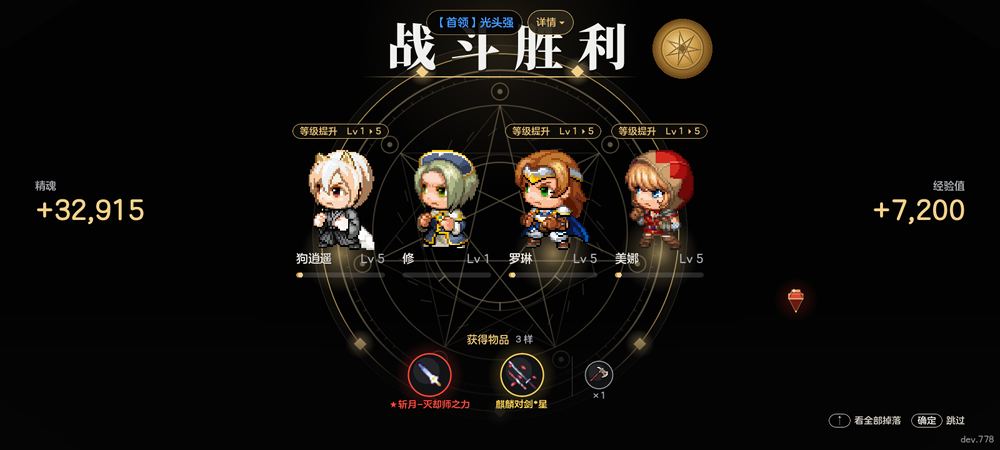 【首领】光头强 详情
战斗胜利
等级提升 Lv 1 5
等级提升 Lv 1 5
等级提升 Lv 1 5
精魂
+32,915
经验值
+7,200
狗逍遥 Lv 5
修 Lv 1
罗琳 Lv 5
美娜 Lv 5
获得物品 3 样
★斩月-灭却师之力
麒麟对剑*星
×1
↑ 看全部掉落 确定 跳过
dev.778